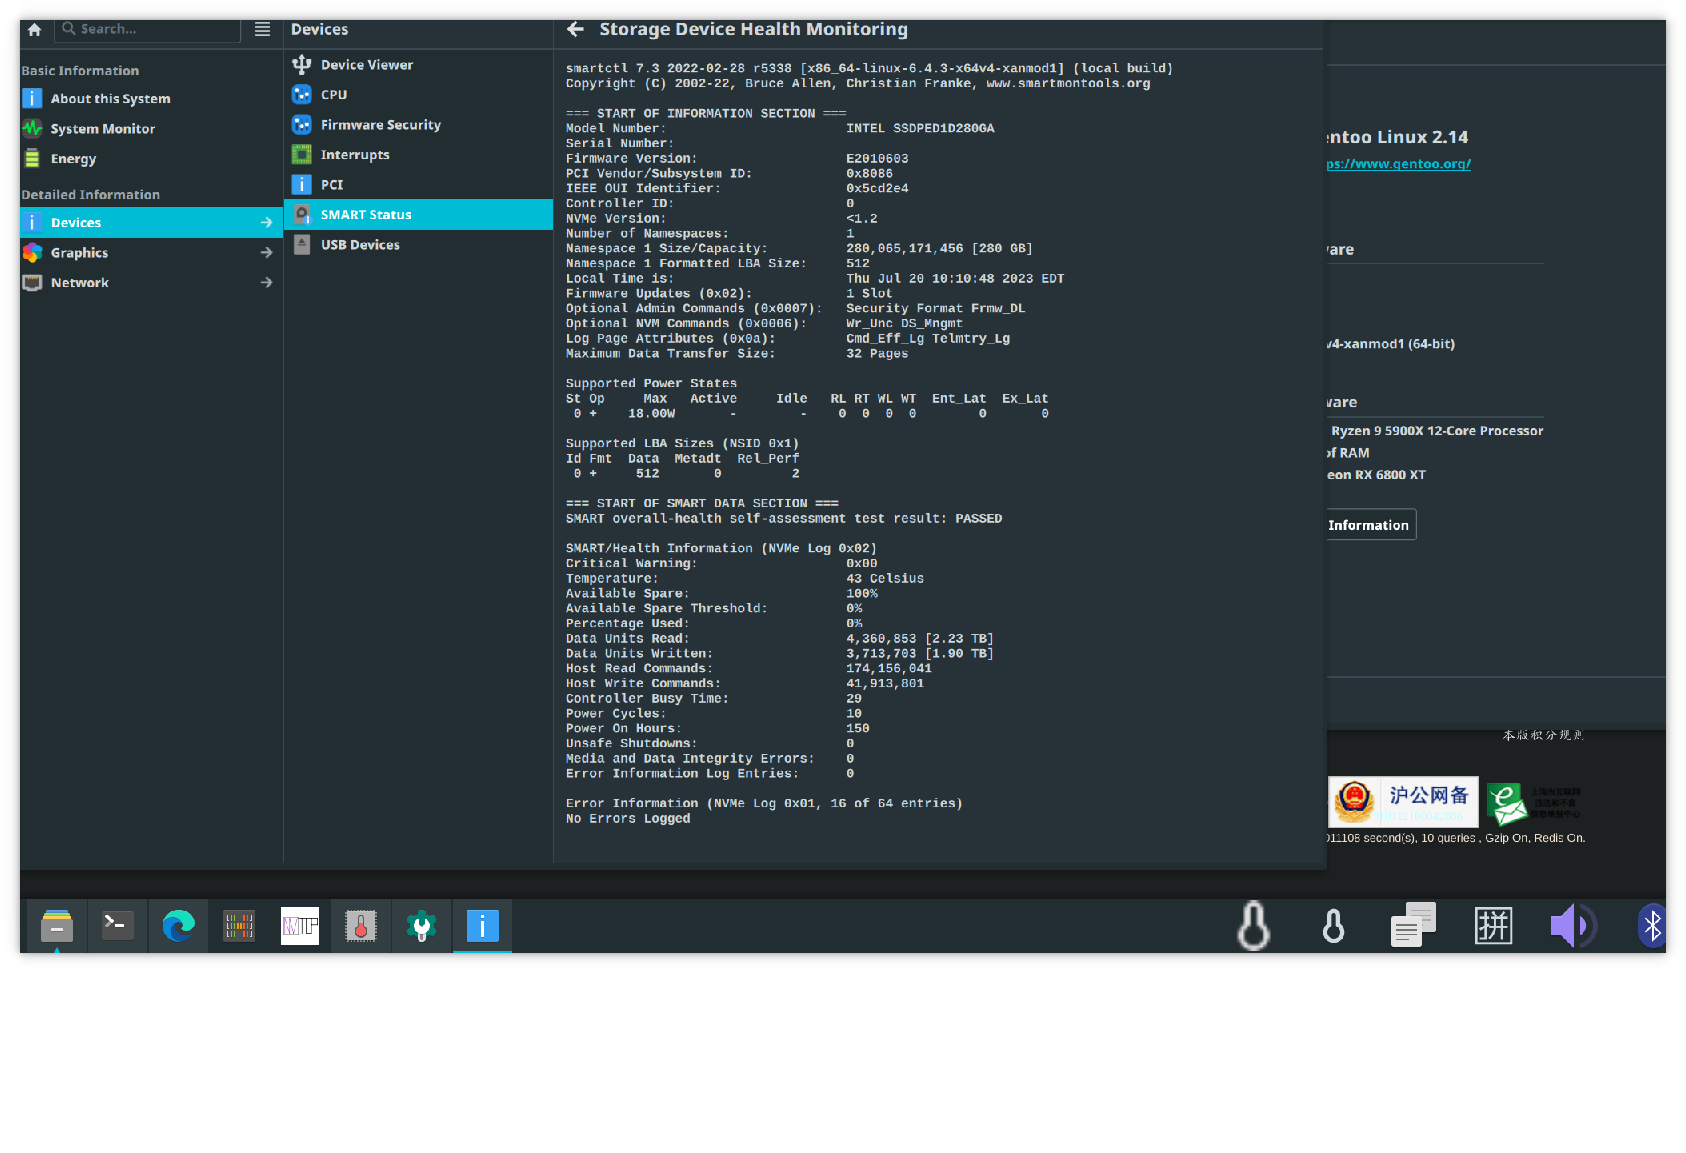 Search...
Devices
Storage Device Health Monitoring
Basic Information
About this System
System Monitor
Energy
Detailed Information
Devices
Graphics
Network
Device Viewer
CPU
Firmware Security
Interrupts
PCI
SMART Status
USB Devices
smartctl 7.3 2022-02-28 r5338 [x86_64-linux-6.4.3-x64v4-xanmod1] (local build)
Copyright (C) 2002-22, Bruce Allen, Christian Franke, www.smartmontools.org
=== START OF INFORMATION SECTION ===
Model Number: INTEL SSDPED1D280GA
Serial Number:
Firmware Version: E2010603
PCI Vendor/Subsystem ID: 0x8086
IEEE OUI Identifier: 0x5cd2e4
Controller ID: 0
NVMe Version: <1.2
Number of Namespaces: 1
Namespace 1 Size/Capacity: 280,065,171,456 [280 GB]
Namespace 1 Formatted LBA Size: 512
Local Time is: Thu Jul 20 10:10:48 2023 EDT
Firmware Updates (0x02): 1 Slot
Optional Admin Commands (0x0007): Security Format Frmw_DL
Optional NVM Commands (0x0006): Wr_Unc DS_Mngmt
Log Page Attributes (0x0a): Cmd_Eff_Lg Telmtry_Lg
Maximum Data Transfer Size: 32 Pages
Supported Power States
St Op Max Active Idle RL RT WL WT Ent_Lat Ex_Lat
0 + 18.00W - - 0 0 0 0 0 0
Supported LBA Sizes (NSID 0x1)
Id Fmt Data Metadt Rel_Perf
0 + 512 0 2
=== START OF SMART DATA SECTION ===
SMART overall-health self-assessment test result: PASSED
SMART/Health Information (NVMe Log 0x02)
Critical Warning: 0x00
Temperature: 43 Celsius
Available Spare: 100%
Available Spare Threshold: 0%
Percentage Used: 0%
Data Units Read: 4,360,853 [2.23 TB]
Data Units Written: 3,713,703 [1.90 TB]
Host Read Commands: 174,156,041
Host Write Commands: 41,913,801
Controller Busy Time: 29
Power Cycles: 10
Power On Hours: 150
Unsafe Shutdowns: 0
Media and Data Integrity Errors: 0
Error Information Log Entries: 0
Error Information (NVMe Log 0x01, 16 of 64 entries)
No Errors Logged
entoo Linux 2.14
ps://www.gentoo.org/
are
v4-xanmod1 (64-bit)
vare
Ryzen 9 5900X 12-Core Processor
of RAM
eon RX 6800 XT
Information
本版积分规则
沪公网备
011108 second(s), 10 queries , Gzip On, Redis On.
拼